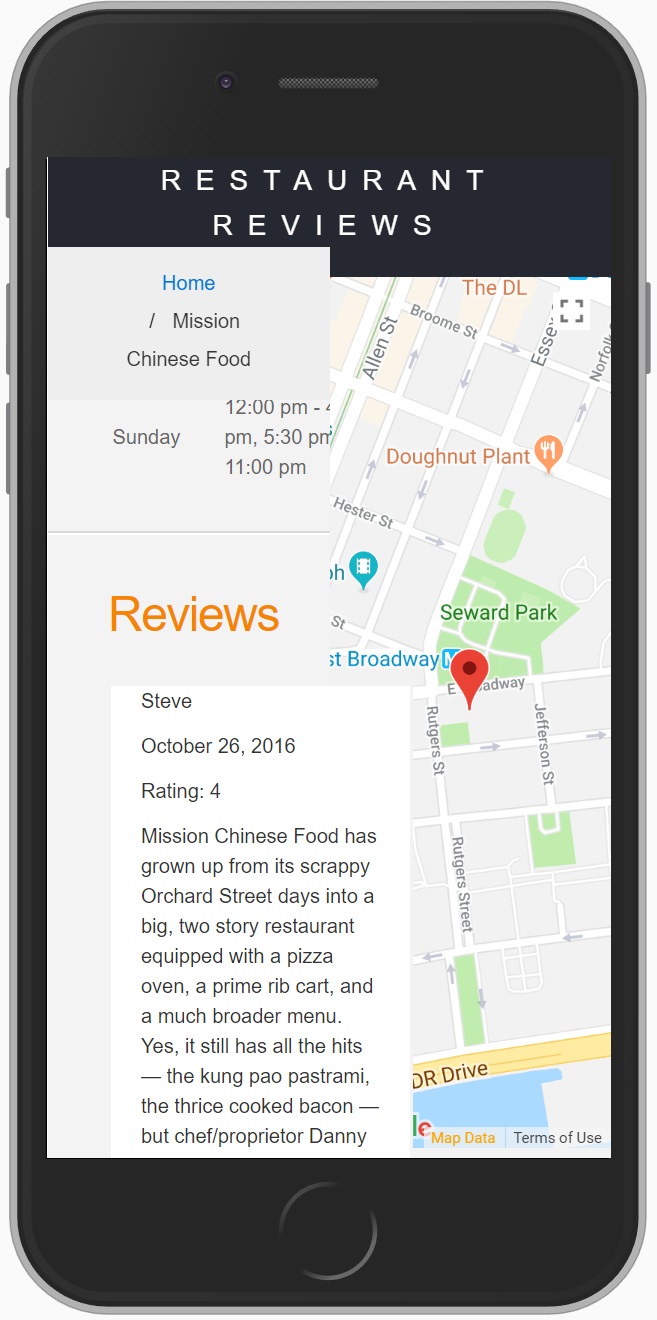 RESTAURANT
REVIEWS
Home
/ Mission
Chinese Food
12:00 pm - 4
Sunday
pm, 5:30 pm
11:00 pm
Reviews
Steve
October 26, 2016
Rating: 4
Mission Chinese Food has
grown up from its scrappy
Orchard Street days into a
big, two story restaurant
equipped with a pizza
oven, a prime rib cart, and
a much broader menu.
Yes, it still has all the hits
— the kung pao pastrami,
the thrice cooked bacon —
but chef/proprietor Danny
The DL
Broome St
Allen St
Essex
Norfolk
Doughnut Plant
Hester St
ph
St
Seward Park
st Broadway
E Broadway
Rutgers St
Jefferson St
Rutgers Street
DR Drive
le
Map Data
Terms of Use